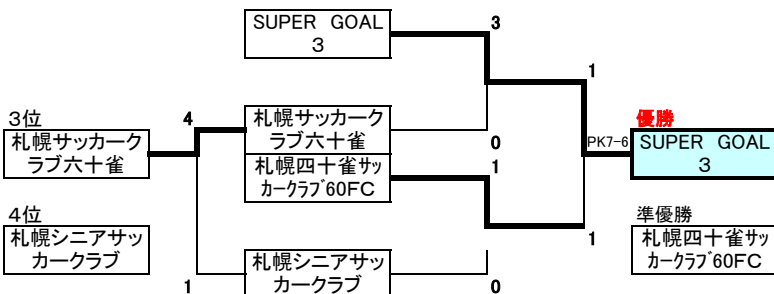 SUPER GOAL
3
3
1
3位
4
札幌サッカーク
ラブ六十雀
札幌サッカーク
ラブ六十雀
0
優勝
PK7-6
SUPER GOAL
3
札幌四十雀サッ
カークラブ60FC
1
4位
札幌シニアサッ
カークラブ
1
準優勝
札幌四十雀サッ
カークラブ60FC
1
札幌シニアサッ
カークラブ
0